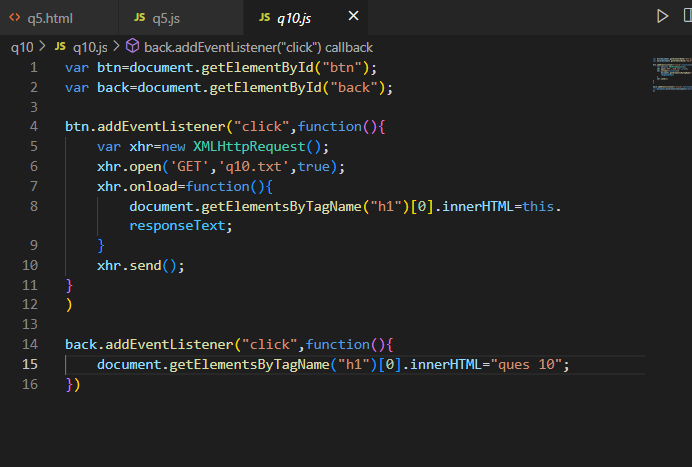 q5.html JS q5.js JS q10.js
q10 > JS q10.js > back.addEventListener("click") callback
1 var btn=document.getElementById("btn");
2 var back=document.getElementById("back");
3
4 btn.addEventListener("click",function(){
5 var xhr=new XMLHttpRequest();
6 xhr.open('GET','q10.txt',true);
7 xhr.onload=function(){
8 document.getElementsByTagName("h1")[0].innerHTML=this.
responseText;
9 }
10 xhr.send();
11 }
12 )
13
14 back.addEventListener("click",function(){
15 document.getElementsByTagName("h1")[0].innerHTML="ques 10";
16 })